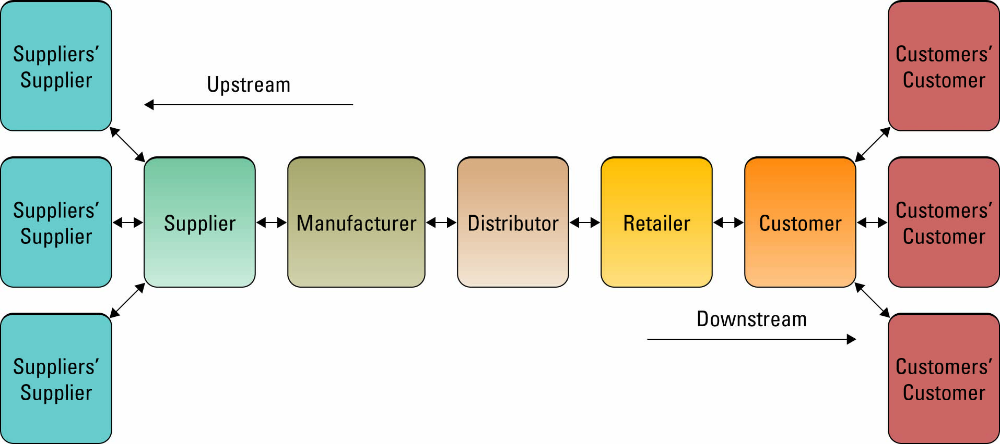 Suppliers’
Supplier
Upstream
Customers’
Customer
Suppliers’
Supplier
Supplier
Manufacturer
Distributor
Retailer
Customer
Customers’
Customer
Downstream
Suppliers’
Supplier
Customers’
Customer